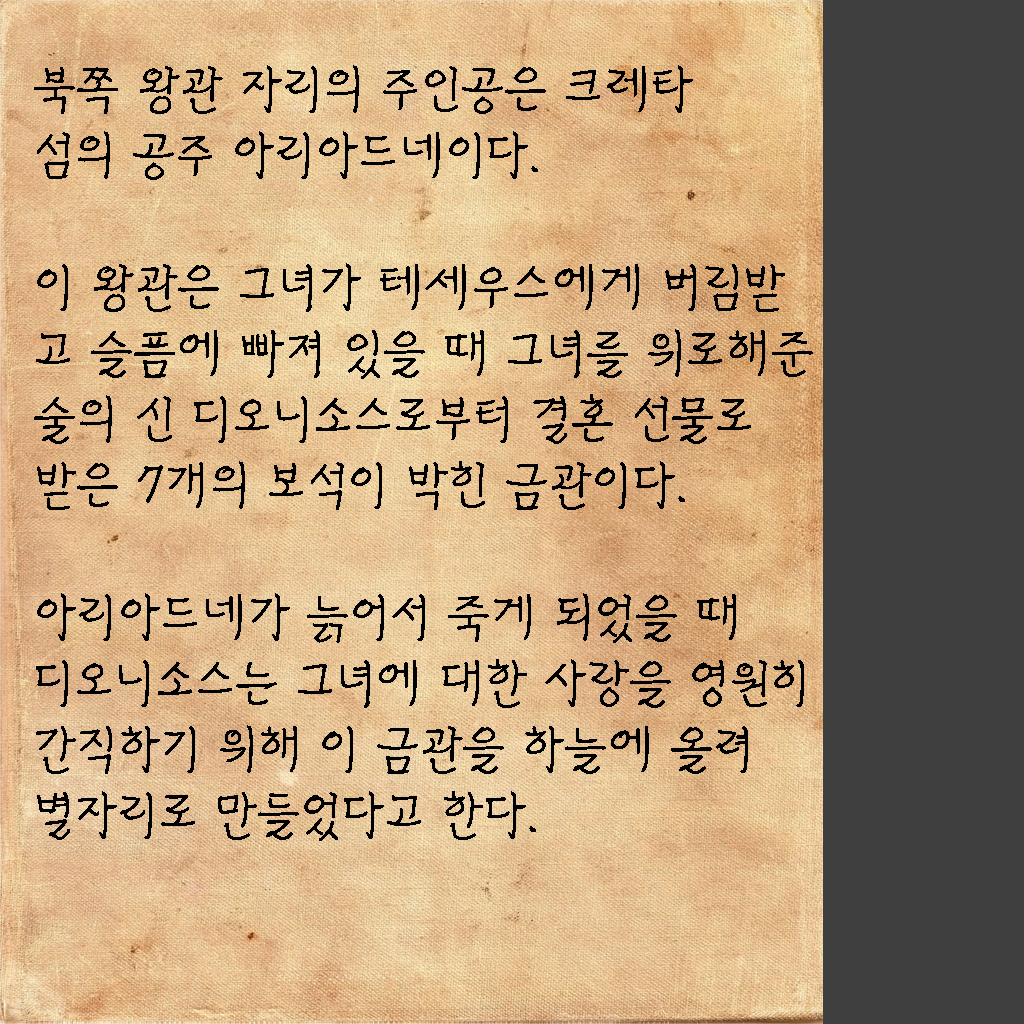 북쪽 왕관 자리의 주인공은 크레타
섬의 공주 아리아드네이다.
이 왕관은 그녀가 테세우스에게 버림받
고 슬픔에 빠져 있을 때 그녀를 위로해준
술의 신 디오니소스로부터 결혼 선물로
받은 7개의 보석이 박힌 금관이다.
아리아드네가 늙어서 죽게 되었을 때
디오니소스는 그녀에 대한 사랑을 영원히
간직하기 위해 이 금관을 하늘에 올려
별자리로 만들었다고 한다.